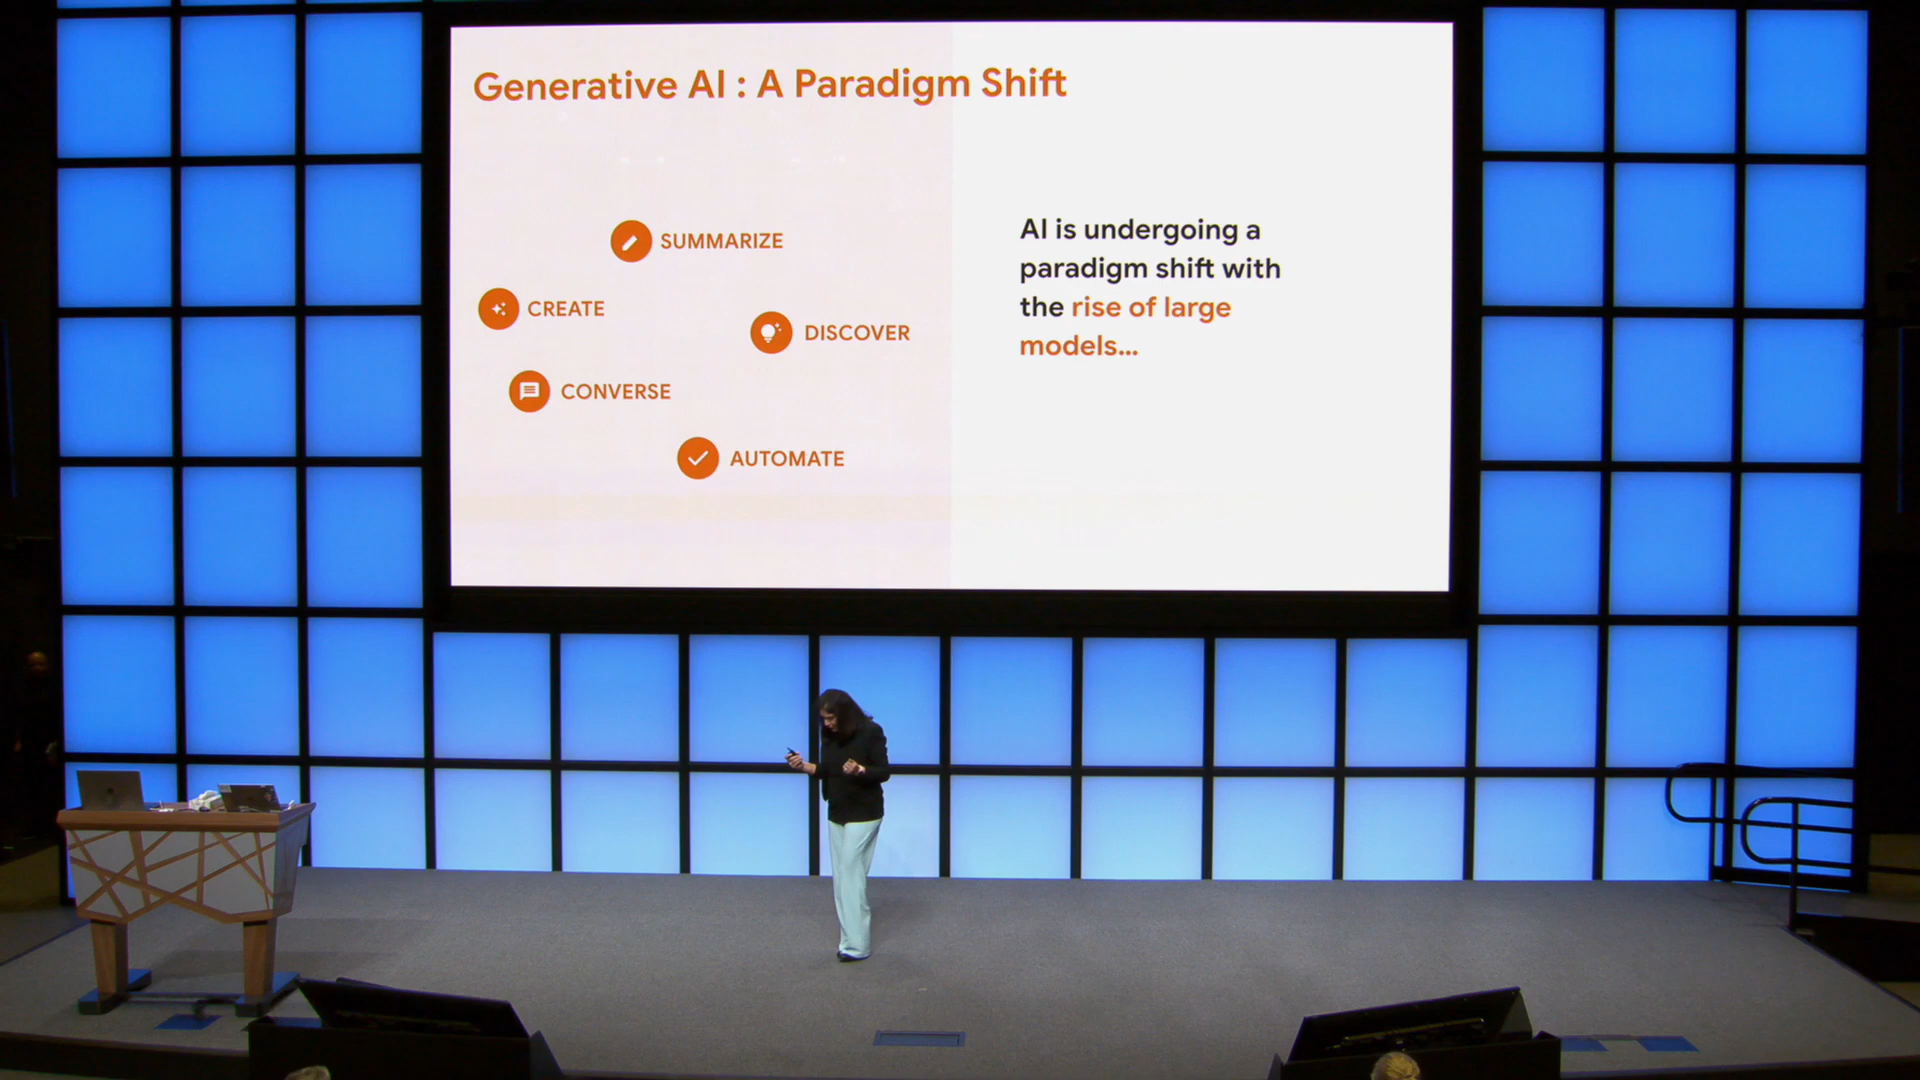 Generative AI : A Paradigm Shift
SUMMARIZE
CREATE
DISCOVER
CONVERSE
AUTOMATE
AI is undergoing a
paradigm shift with
the rise of large
models...